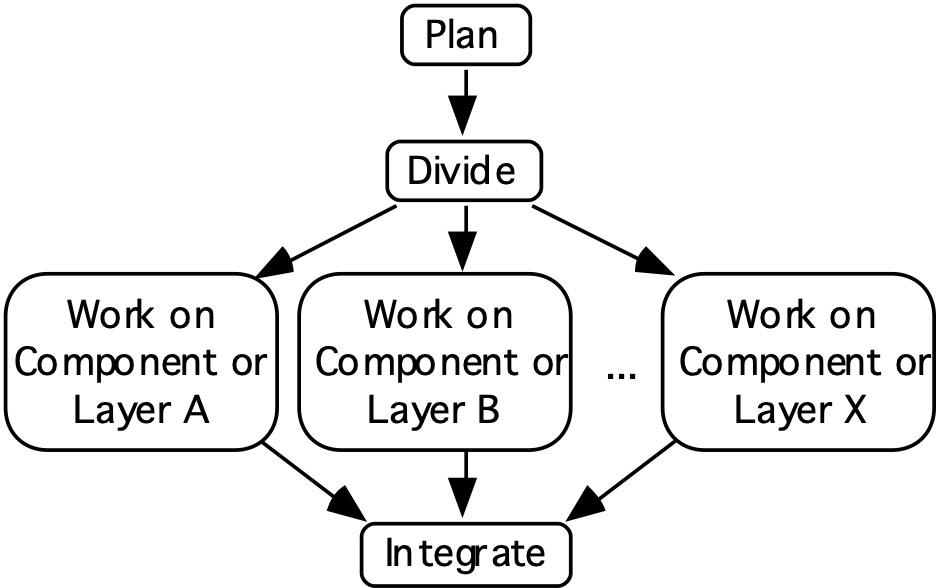 Plan
Divide
Work on
Component or
Layer A
Work on
Component or
Layer B
...
Work on
Component or
Layer X
Integrate